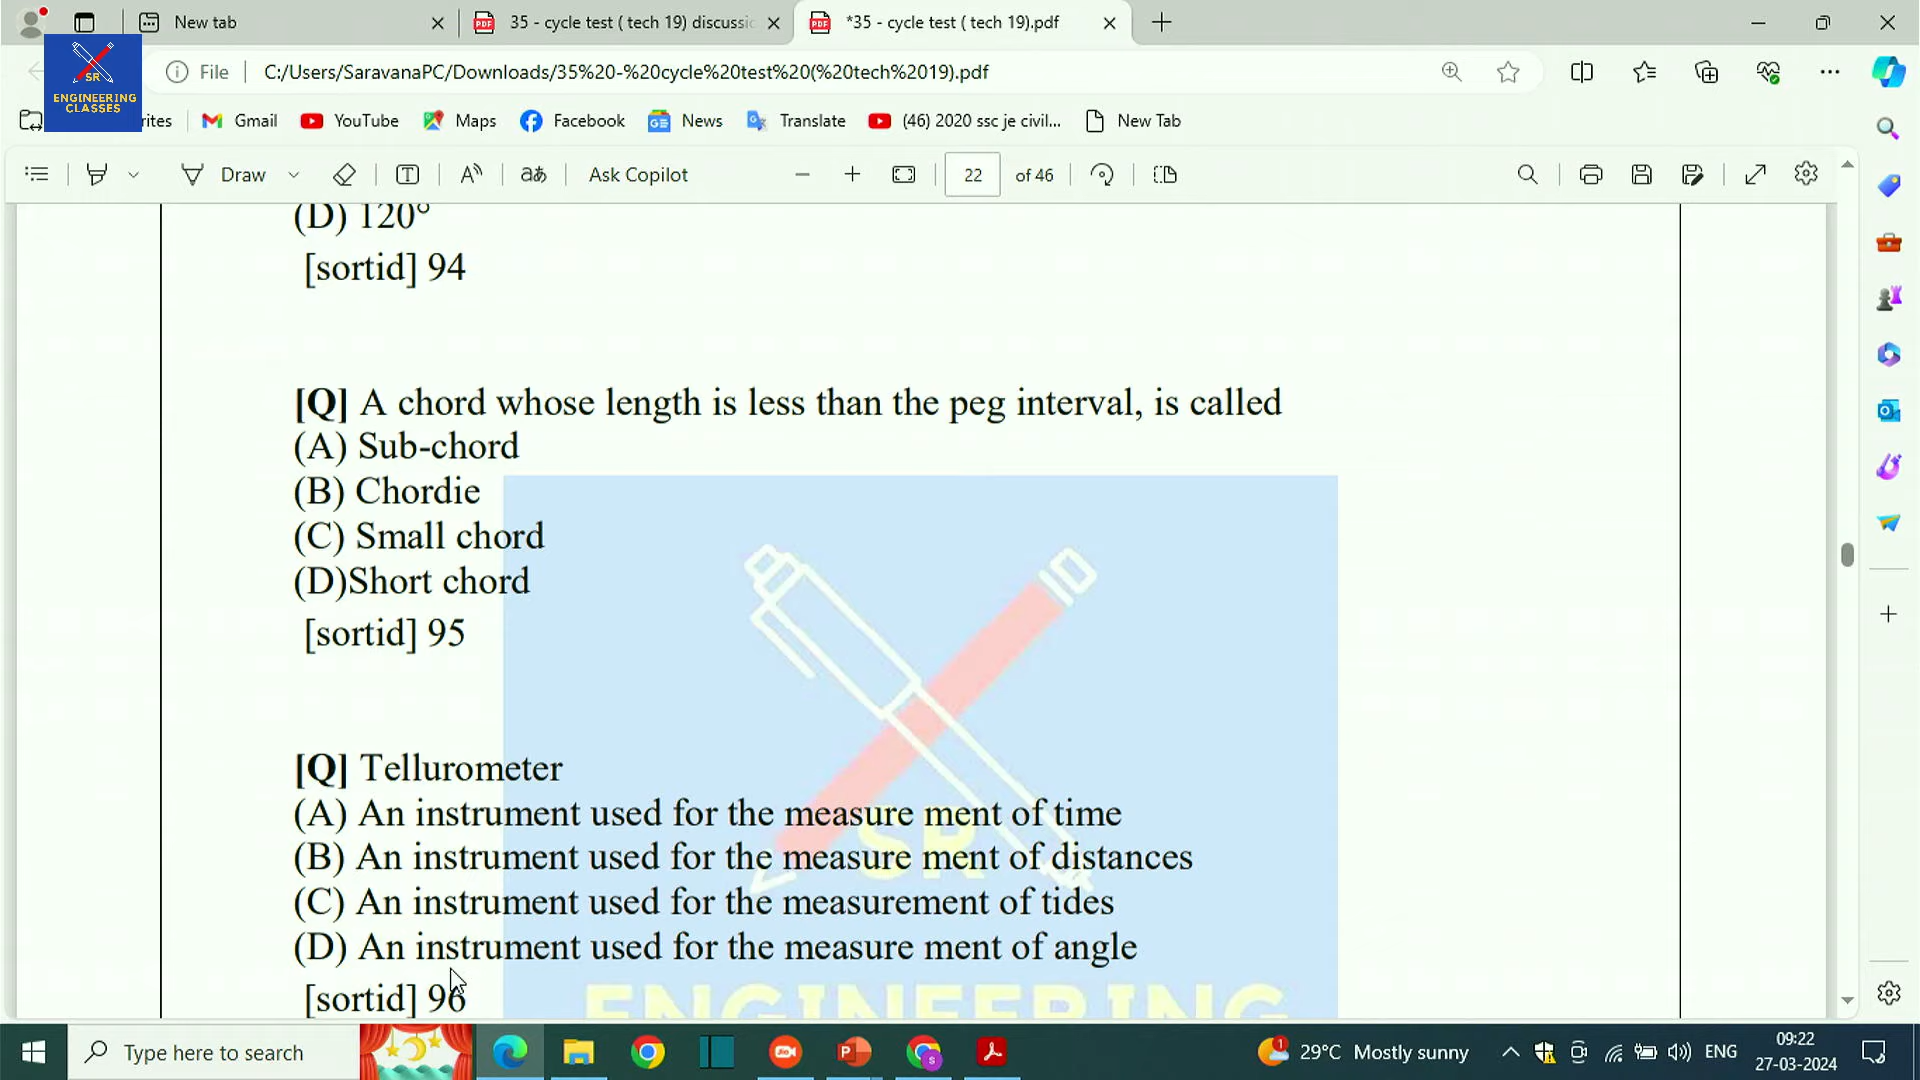 New tab
35 - cycle test ( tech 19) discussi
*35 - cycle test ( tech 19).pdf
SR
ENGINEERING
CLASSES
File
C:/Users/SaravanaPC/Downloads/35%20-%20cycle%20test%20(%20tech%2019).pdf
rites
Gmail
YouTube
Maps
Facebook
News
Translate
(46) 2020 ssc je civil...
New Tab
Draw
Ask Copilot
22
of 46
(D) 120°
[sortid] 94
[Q] A chord whose length is less than the peg interval, is called
(A) Sub-chord
(B) Chordie
(C) Small chord
(D)Short chord
[sortid] 95
[Q] Tellurometer
(A) An instrument used for the measure ment of time
(B) An instrument used for the measure ment of distances
(C) An instrument used for the measurement of tides
(D) An instrument used for the measure ment of angle
[sortid] 96
SR
ENGINEERING
Type here to search
29°C Mostly sunny
ENG
09:22
27-03-2024